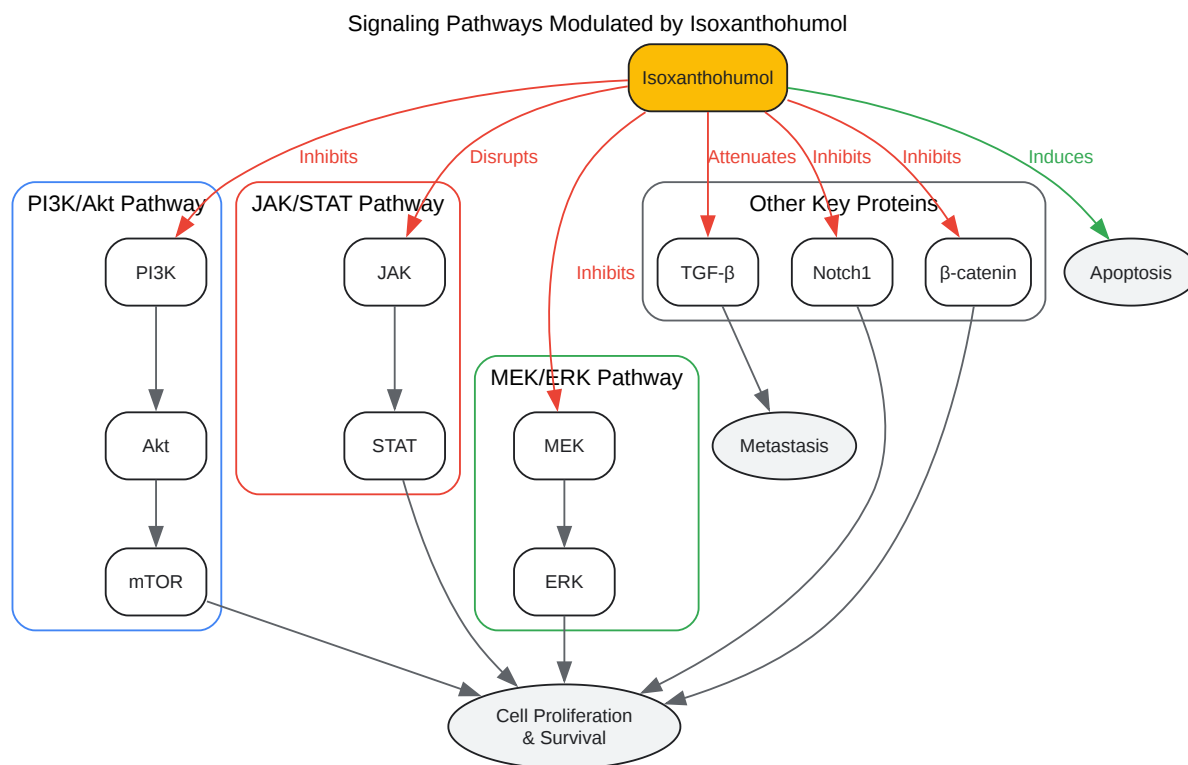 Signaling Pathways Modulated by Isoxanthohumol
Isoxanthohumol
Inhibits
Disrupts
Attenuates
Inhibits
Inhibits
Induces
PI3K/Akt Pathway
JAK/STAT Pathway
Other Key Proteins
PI3K
JAK
Inhibits
TGF-β
Notch1
β-catenin
Apoptosis
MEK/ERK Pathway
Akt
STAT
MEK
Metastasis
mTOR
ERK
Cell Proliferation
& Survival